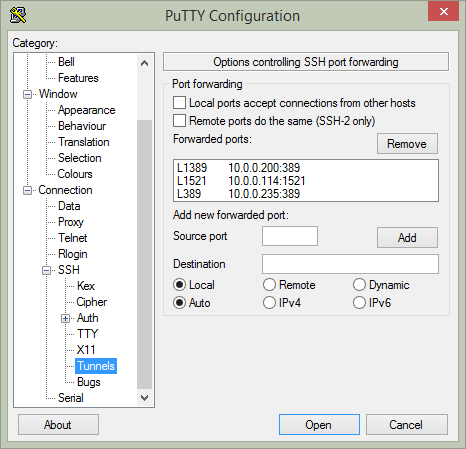 PuTTY Configuration
Category:
Bell
Features
Window
Appearance
Behaviour
Translation
Selection
Colours
Connection
Data
Proxy
Telnet
Rlogin
SSH
Kex
Cipher
Auth
TTY
X11
Tunnels
Bugs
Serial
Options controlling SSH port forwarding
Port forwarding
Local ports accept connections from other hosts
Remote ports do the same (SSH-2 only)
Forwarded ports:
Remove
L1389 10.0.0.200:389
L1521 10.0.0.114:1521
L389 10.0.0.235:389
Add new forwarded port:
Source port
Add
Destination
Local Remote Dynamic
Auto IPv4 IPv6
About
Open
Cancel